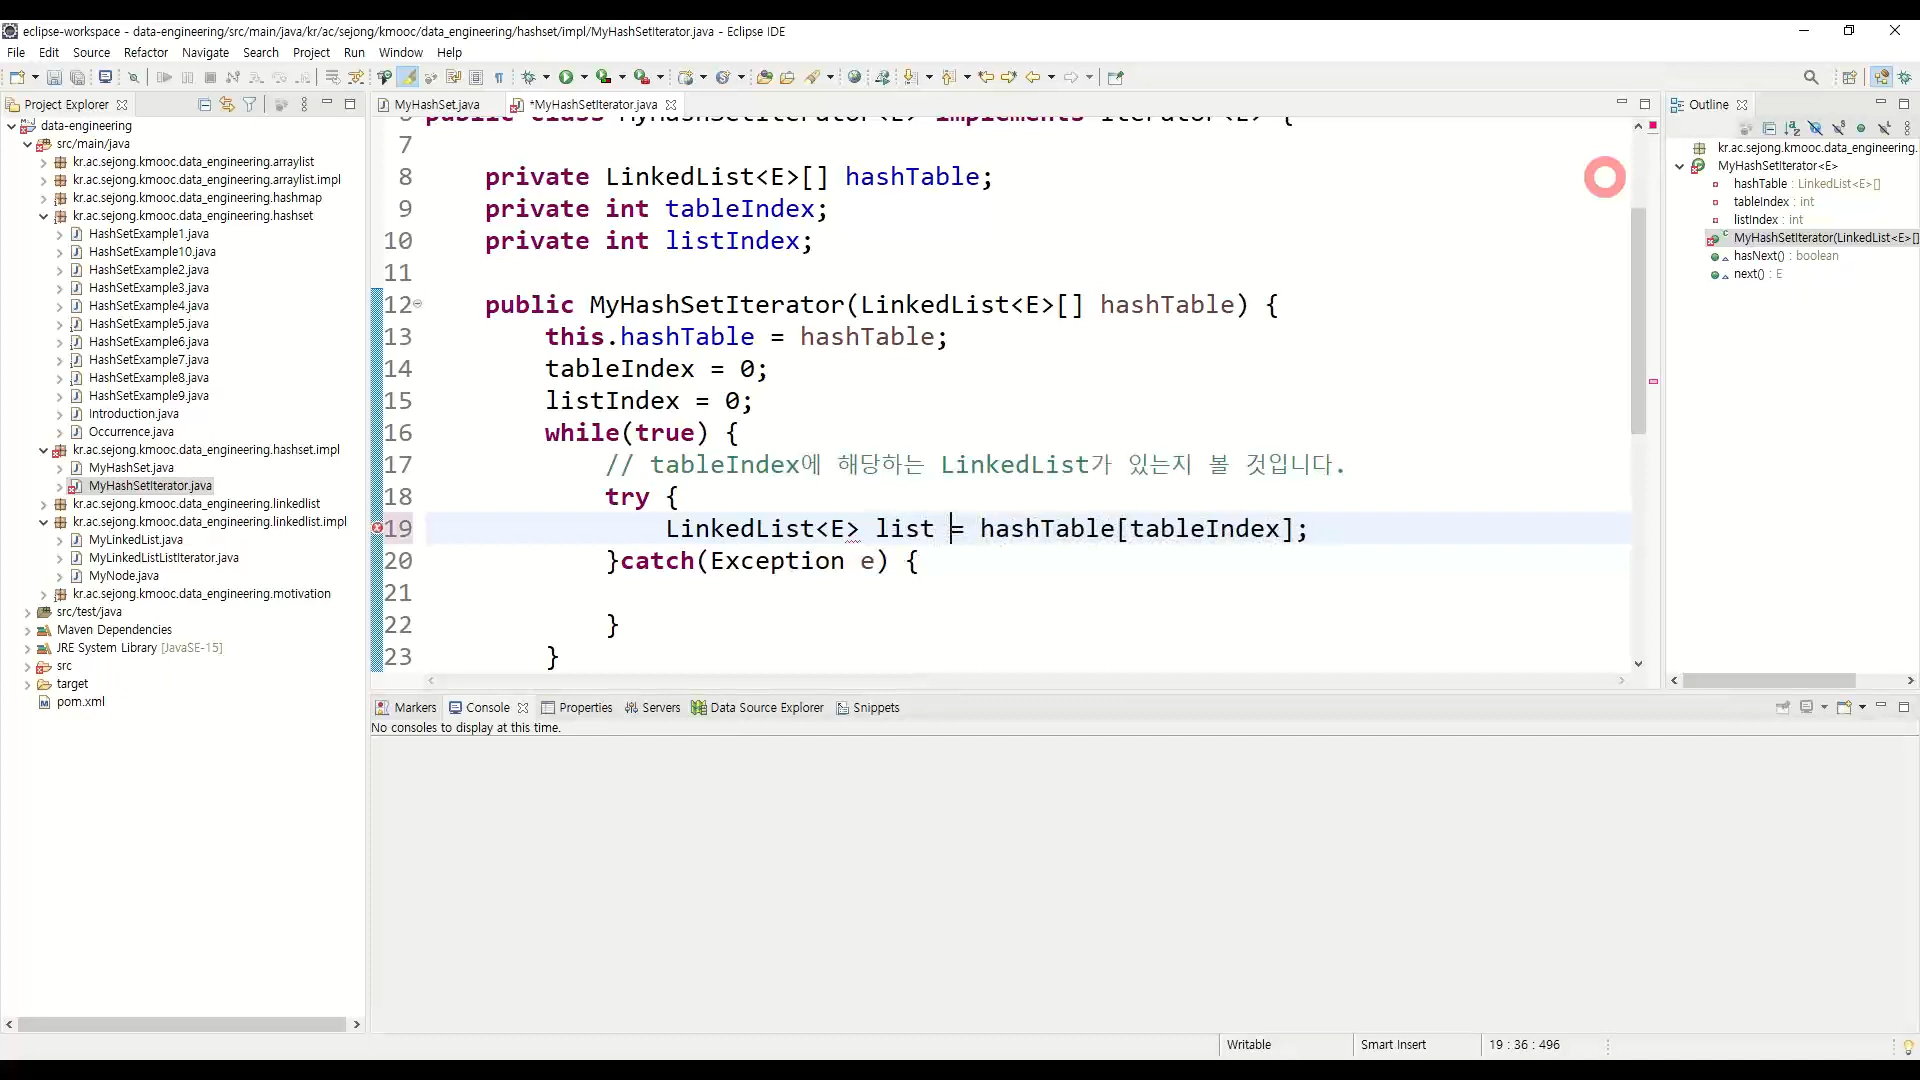 eclipse-workspace - data-engineering/src/main/java/kr/ac/sejong/kmooc/data_engineering/hashset/impl/MyHashSetIterator.java - Eclipse IDE
File Edit Source Refactor Navigate Search Project Run Window Help
Project Explorer
data-engineering
src/main/java
kr.ac.sejong.kmooc.data_engineering.arraylist
kr.ac.sejong.kmooc.data_engineering.arraylist.impl
kr.ac.sejong.kmooc.data_engineering.hashmap
kr.ac.sejong.kmooc.data_engineering.hashset
HashSetExample1.java
HashSetExample10.java
HashSetExample2.java
HashSetExample3.java
HashSetExample4.java
HashSetExample5.java
HashSetExample6.java
HashSetExample7.java
HashSetExample8.java
HashSetExample9.java
Introduction.java
Occurrence.java
kr.ac.sejong.kmooc.data_engineering.hashset.impl
MyHashSet.java
MyHashSetIterator.java
kr.ac.sejong.kmooc.data_engineering.linkedlist
kr.ac.sejong.kmooc.data_engineering.linkedlist.impl
MyLinkedList.java
MyLinkedListListIterator.java
MyNode.java
kr.ac.sejong.kmooc.data_engineering.motivation
src/test/java
Maven Dependencies
JRE System Library [JavaSE-15]
src
target
pom.xml
MyHashSet.java *MyHashSetIterator.java
6 public class MyHashSetIterator<E> implements Iterator<E> {
7
8 private LinkedList<E>[] hashTable;
9 private int tableIndex;
10 private int listIndex;
11
12 public MyHashSetIterator(LinkedList<E>[] hashTable) {
13 this.hashTable = hashTable;
14 tableIndex = 0;
15 listIndex = 0;
16 while(true) {
17 // tableIndex에 해당하는 LinkedList가 있는지 볼 것입니다.
18 try {
19 LinkedList<E> list = hashTable[tableIndex];
20 }catch(Exception e) {
21
22 }
23 }
Outline
kr.ac.sejong.kmooc.data_engineering.
MyHashSetIterator<E>
hashTable : LinkedList<E>[]
tableIndex : int
listIndex : int
MyHashSetIterator(LinkedList<E>[]
hasNext() : boolean
next() : E
Markers Console Properties Servers Data Source Explorer Snippets
No consoles to display at this time.
Writable Smart Insert 19 : 36 : 496